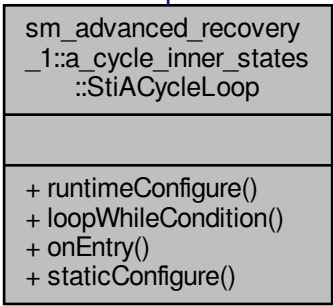 sm_advanced_recovery
_1::a_cycle_inner_states
::StiACycleLoop
+ runtimeConfigure()
+ loopWhileCondition()
+ onEntry()
+ staticConfigure()